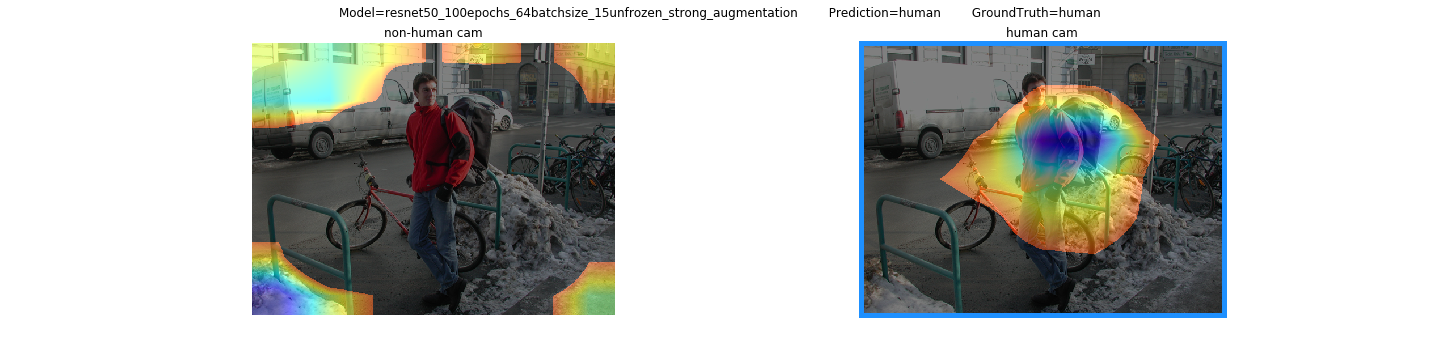 Model=resnet50_100epochs_64batchsize_15unfrozen_strong_augmentation Prediction=human GroundTruth=human
non-human cam
human cam